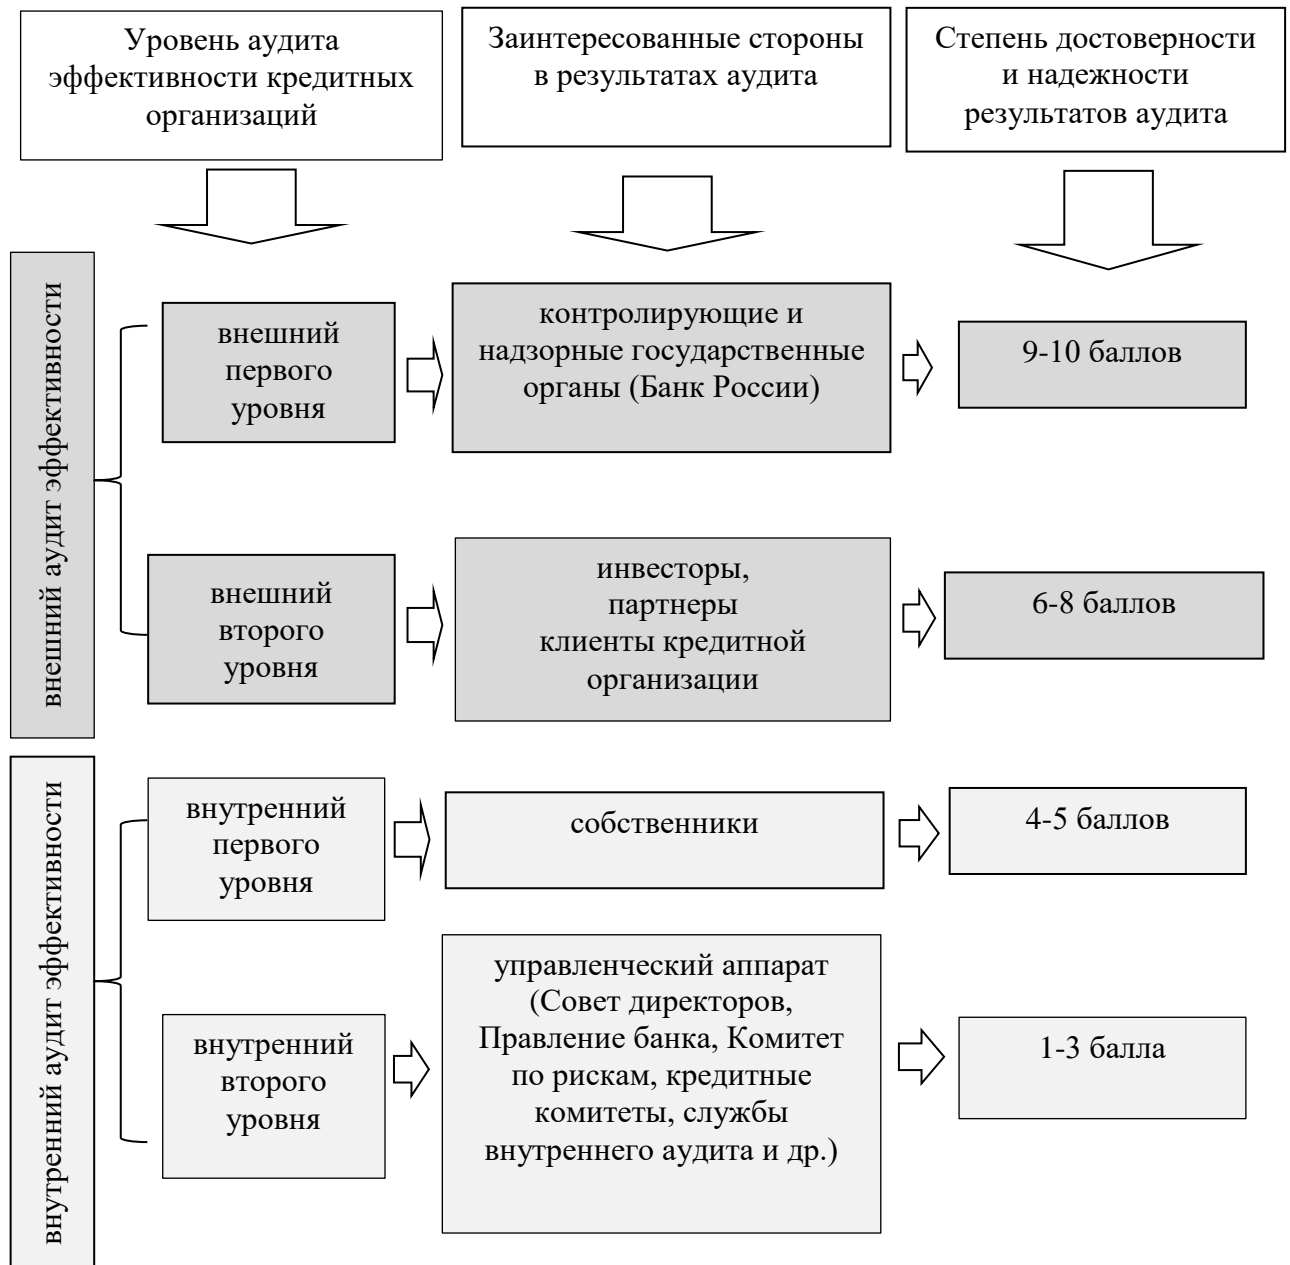 Уровень аудита
эффективности кредитных
организаций
Заинтересованные стороны
в результатах аудита
Степень достоверности
и надежности
результатов аудита
внешний аудит эффективности
внешний
первого
уровня
контролирующие и
надзорные государственные
органы (Банк России)
9-10 баллов
внешний
второго
уровня
инвесторы,
партнеры
клиенты кредитной
организации
6-8 баллов
внутренний аудит эффективности
внутренний
первого
уровня
собственники
4-5 баллов
внутренний
второго
уровня
управленческий аппарат
(Совет директоров,
Правление банка, Комитет
по рискам, кредитные
комитеты, службы
внутреннего аудита и др.)
1-3 балла